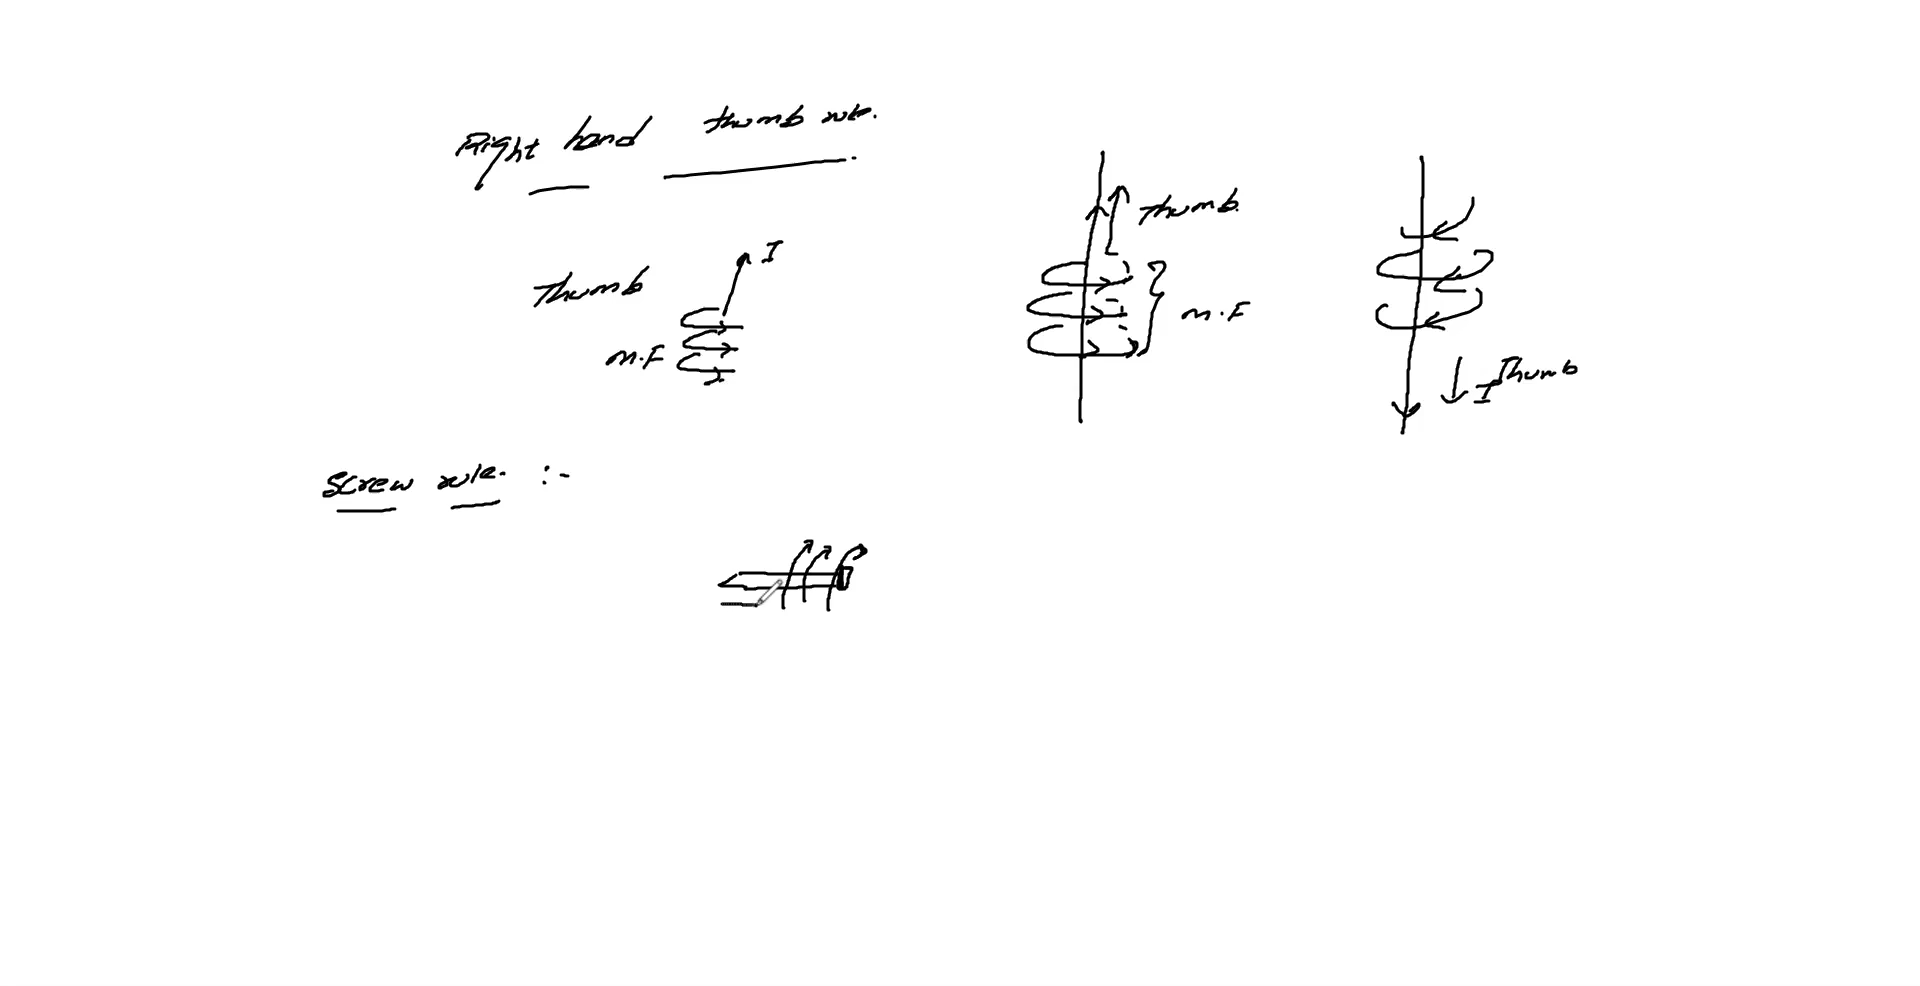 Right hand thumb rule.
I
Thumb
m.F
Thumb.
m.F
I Thumb
Screw rule. :-